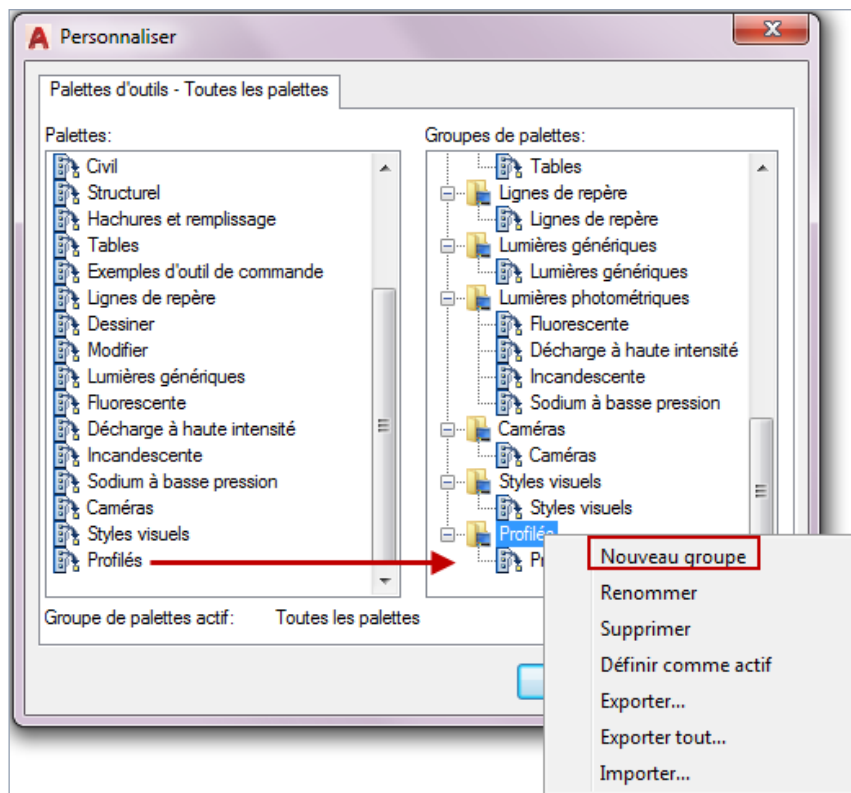 Personnaliser
Palettes d'outils - Toutes les palettes
Palettes:
Civil
Structurel
Hachures et remplissage
Tables
Exemples d'outil de commande
Lignes de repère
Dessiner
Modifier
Lumières génériques
Fluorescente
Décharge à haute intensité
Incandescente
Sodium à basse pression
Caméras
Styles visuels
Profilés
Groupes de palettes:
Tables
Lignes de repère
Lignes de repère
Lumières génériques
Lumières génériques
Lumières photométriques
Fluorescente
Décharge à haute intensité
Incandescente
Sodium à basse pression
Caméras
Caméras
Styles visuels
Styles visuels
Profilés
Groupe de palettes actif: Toutes les palettes
Nouveau groupe
Renommer
Supprimer
Définir comme actif
Exporter...
Exporter tout...
Importer...